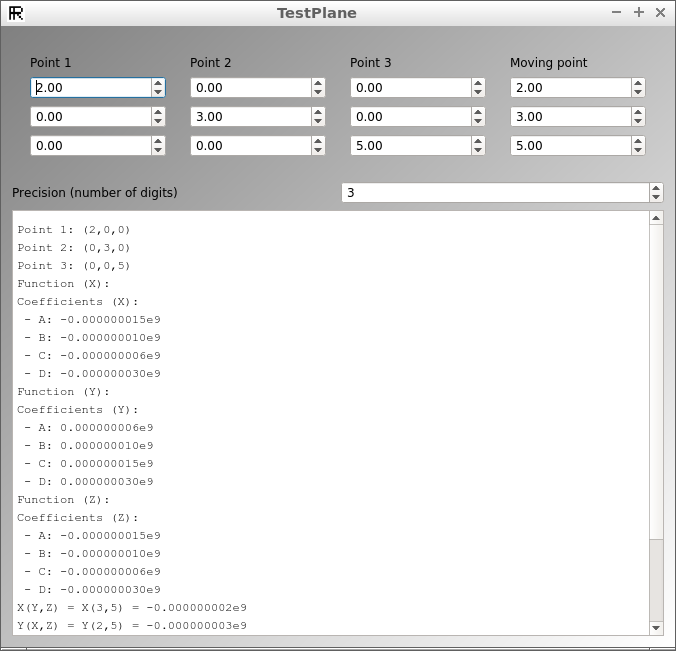 TestPlane
Point 1 Point 2 Point 3 Moving point
2.00 0.00 0.00 2.00
0.00 3.00 0.00 3.00
0.00 0.00 5.00 5.00
Precision (number of digits) 3
Point 1: (2,0,0)
Point 2: (0,3,0)
Point 3: (0,0,5)
Function (X):
Coefficients (X):
- A: -0.000000015e9
- B: -0.000000010e9
- C: -0.000000006e9
- D: -0.000000030e9
Function (Y):
Coefficients (Y):
- A: 0.000000006e9
- B: 0.000000010e9
- C: 0.000000015e9
- D: 0.000000030e9
Function (Z):
Coefficients (Z):
- A: -0.000000015e9
- B: -0.000000010e9
- C: -0.000000006e9
- D: -0.000000030e9
X(Y,Z) = X(3,5) = -0.000000002e9
Y(X,Z) = Y(2,5) = -0.000000003e9